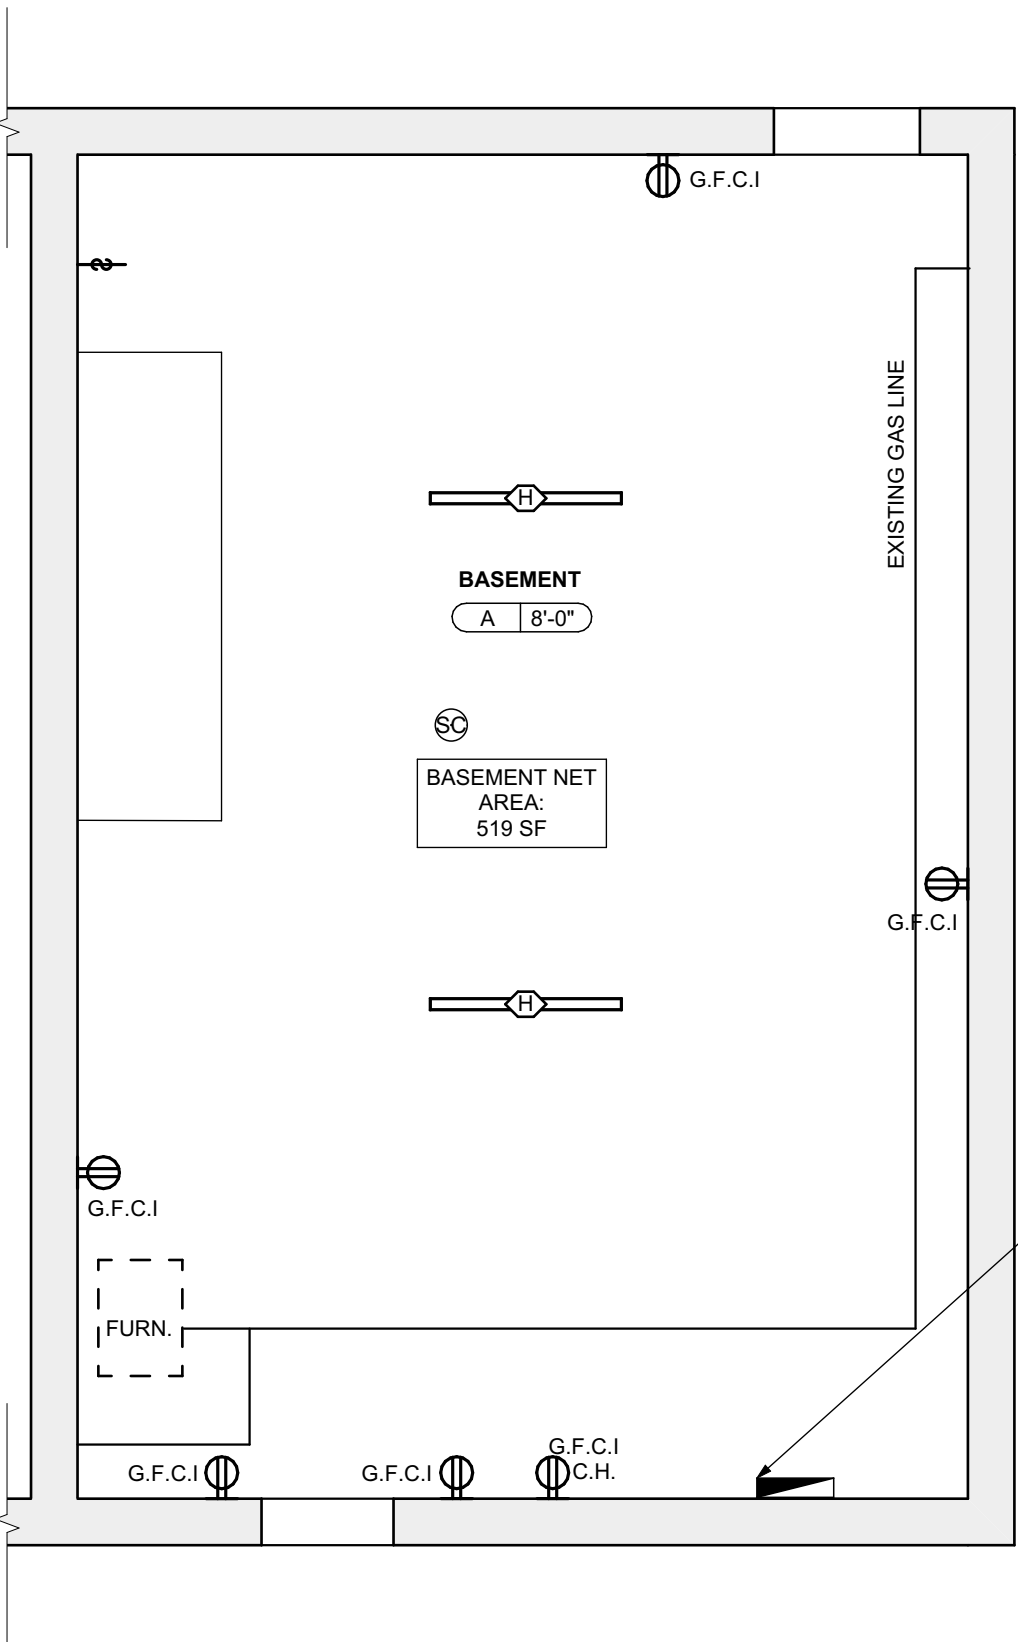 G.F.C.I
EXISTING GAS LINE
H
BASEMENT
A 8'-0"
SC
BASEMENT NET
AREA:
519 SF
G.F.C.I
H
G.F.C.I
FURN.
G.F.C.I
G.F.C.I
G.F.C.I
C.H.